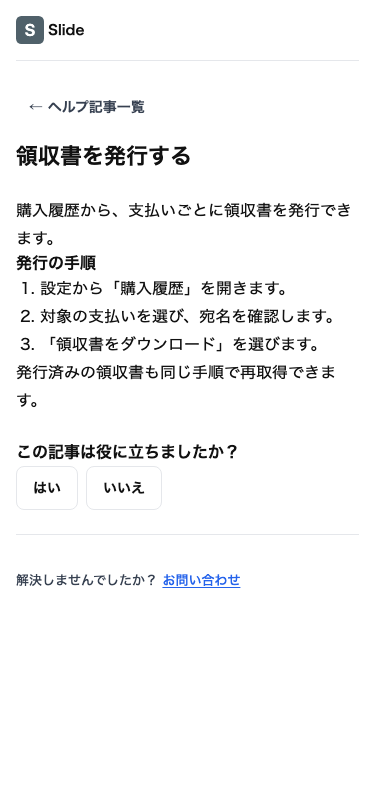 S Slide
← ヘルプ記事一覧
領収書を発行する
購入履歴から、支払いごとに領収書を発行でき
ます。
発行の手順
1. 設定から「購入履歴」を開きます。
2. 対象の支払いを選び、宛名を確認します。
3. 「領収書をダウンロード」を選びます。
発行済みの領収書も同じ手順で再取得できま
す。
この記事は役に立ちましたか？
はい いいえ
解決しませんでしたか？ お問い合わせ